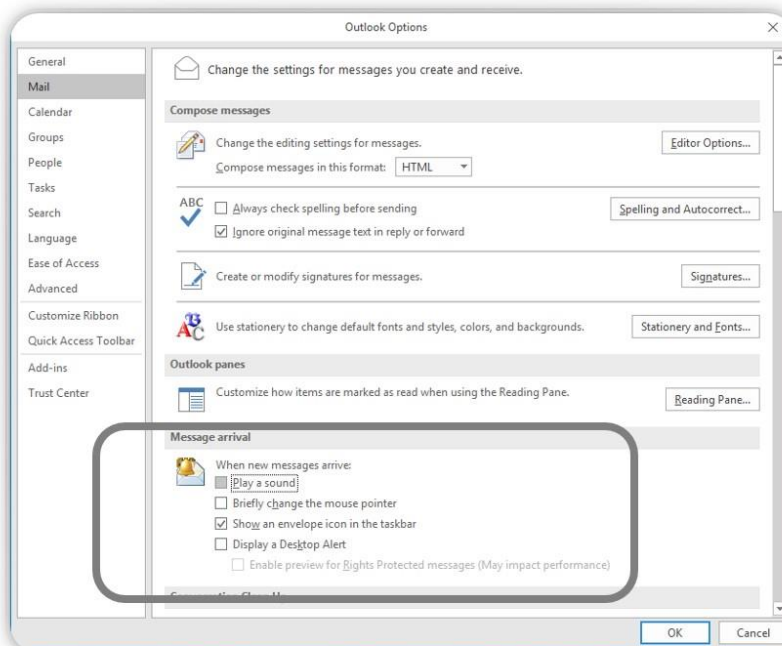 Outlook Options
General
Mail
Calendar
Groups
People
Tasks
Search
Language
Ease of Access
Advanced
Customize Ribbon
Quick Access Toolbar
Add-ins
Trust Center
Change the settings for messages you create and receive.
Compose messages
Change the editing settings for messages.
Editor Options...
Compose messages in this format: HTML
ABC
Always check spelling before sending
Spelling and Autocorrect...
Ignore original message text in reply or forward
Create or modify signatures for messages.
Signatures...
Use stationery to change default fonts and styles, colors, and backgrounds.
Stationery and Fonts...
Outlook panes
Customize how items are marked as read when using the Reading Pane.
Reading Pane...
Message arrival
When new messages arrive:
Play a sound
Briefly change the mouse pointer
Show an envelope icon in the taskbar
Display a Desktop Alert
Enable preview for Rights Protected messages (May impact performance)
OK
Cancel